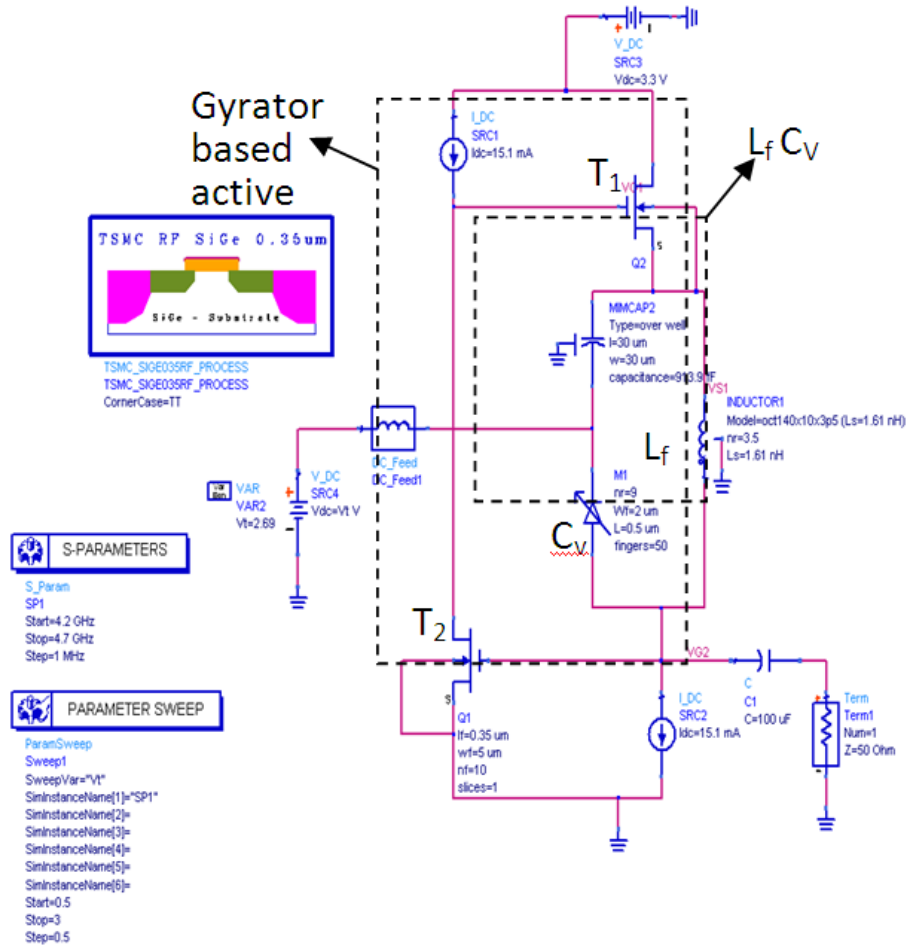 V_DC
SRC3
Vdc=3.3 V
Gyrator
based
active
I_DC
SRC1
Idc=15.1 mA
T1
VG1
Lf CV
S
Q2
TSMC RF SiGe 0.35um
SiGe - Substrate
TSMC_SIGE035RF_PROCESS
TSMC_SIGE035RF_PROCESS
CornerCase=TT
MIMCAP2
Type=over well
l=30 um
w=30 um
capacitance=913.9 fF
VS1
INDUCTOR1
Model=oct140x10x3p5 (Ls=1.61 nH)
nr=3.5
Ls=1.61 nH
Lf
DC_Feed
DC_Feed1
V_DC
SRC4
Vdc=Vt V
Var
Eqn
VAR
VAR2
Vt=2.69
M1
nr=9
Wf=2 um
L=0.5 um
fingers=50
Cv
S-PARAMETERS
S_Param
SP1
Start=4.2 GHz
Stop=4.7 GHz
Step=1 MHz
T2
VG2
S
Q1
lf=0.35 um
wf=5 um
nf=10
slices=1
I_DC
SRC2
Idc=15.1 mA
C
C1
C=100 uF
Term
Term1
Num=1
Z=50 Ohm
PARAMETER SWEEP
ParamSweep
Sweep1
SweepVar="Vt"
SimInstanceName[1]="SP1"
SimInstanceName[2]=
SimInstanceName[3]=
SimInstanceName[4]=
SimInstanceName[5]=
SimInstanceName[6]=
Start=0.5
Stop=3
Step=0.5